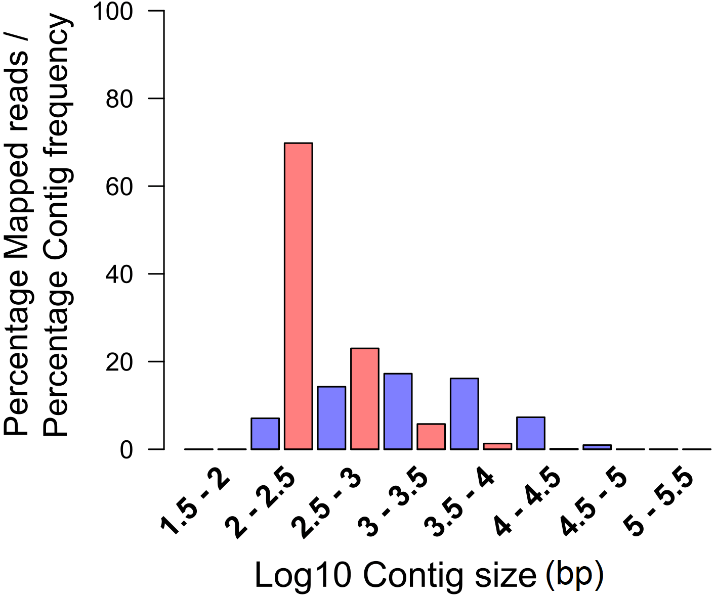 Percentage Mapped reads /
Percentage Contig frequency
100
80
60
40
20
0
1.5 - 2
2 - 2.5
2.5 - 3
3 - 3.5
3.5 - 4
4 - 4.5
4.5 - 5
5 - 5.5
Log10 Contig size (bp)